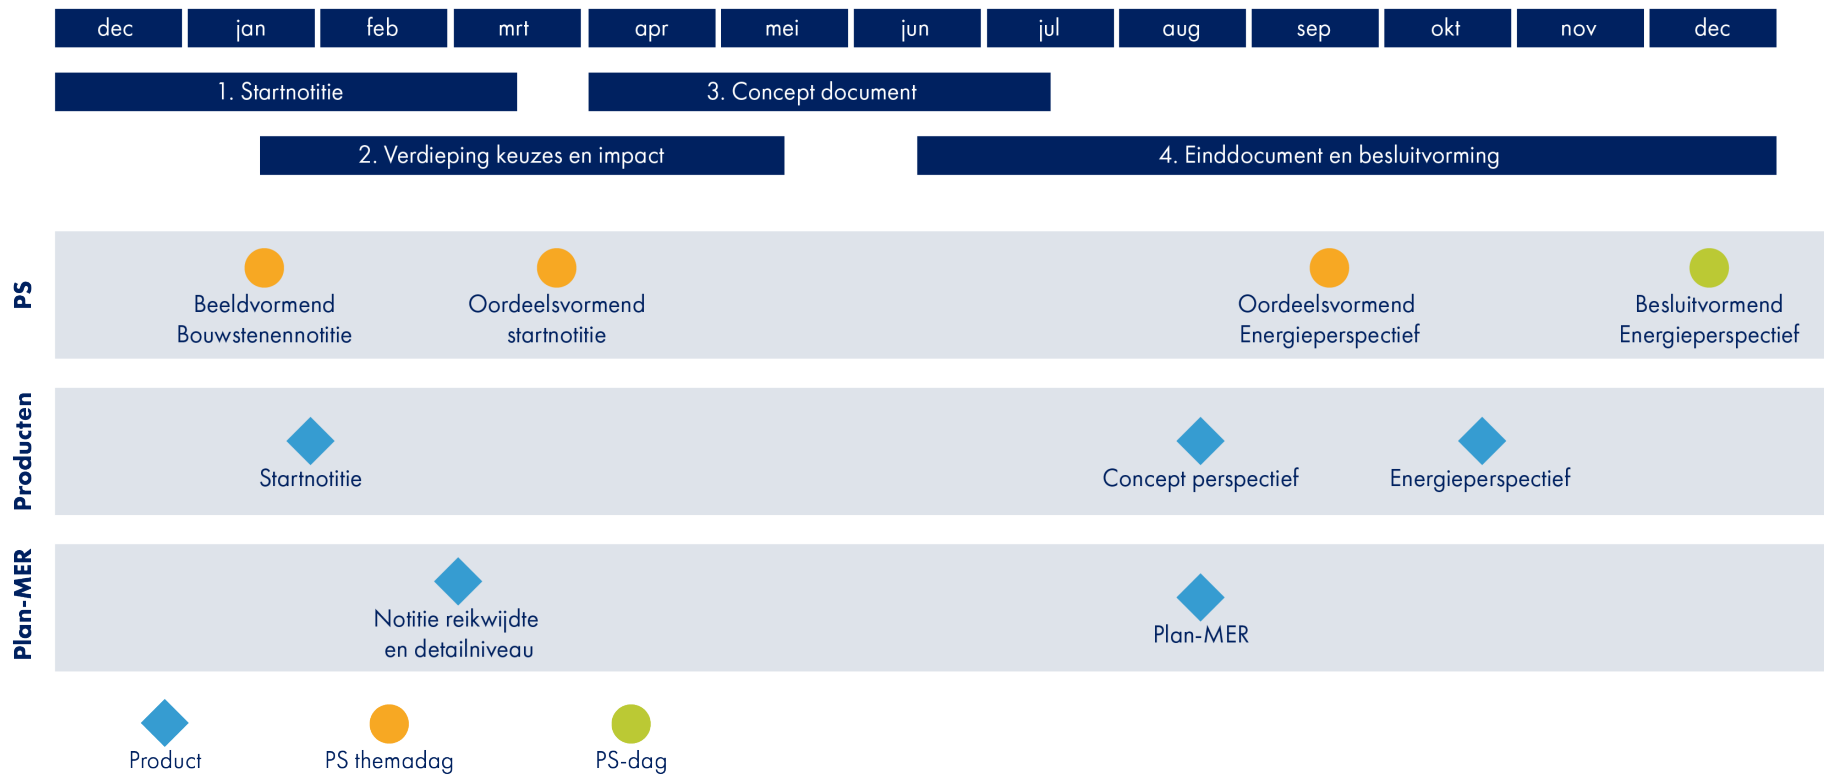 dec
jan
feb
mrt
apr
mei
jun
jul
aug
sep
okt
nov
dec
1. Startnotitie
3. Concept document
2. Verdieping keuzes en impact
4. Einddocument en besluitvorming
PS
Beeldvormend
Bouwstenennotitie
Oordeelsvormend
startnotitie
Oordeelsvormend
Energieperspectief
Besluitvormend
Energieperspectief
Producten
Startnotitie
Concept perspectief
Energieperspectief
Plan-MER
Notitie reikwijdte
en detailniveau
Plan-MER
Product
PS themadag
PS-dag